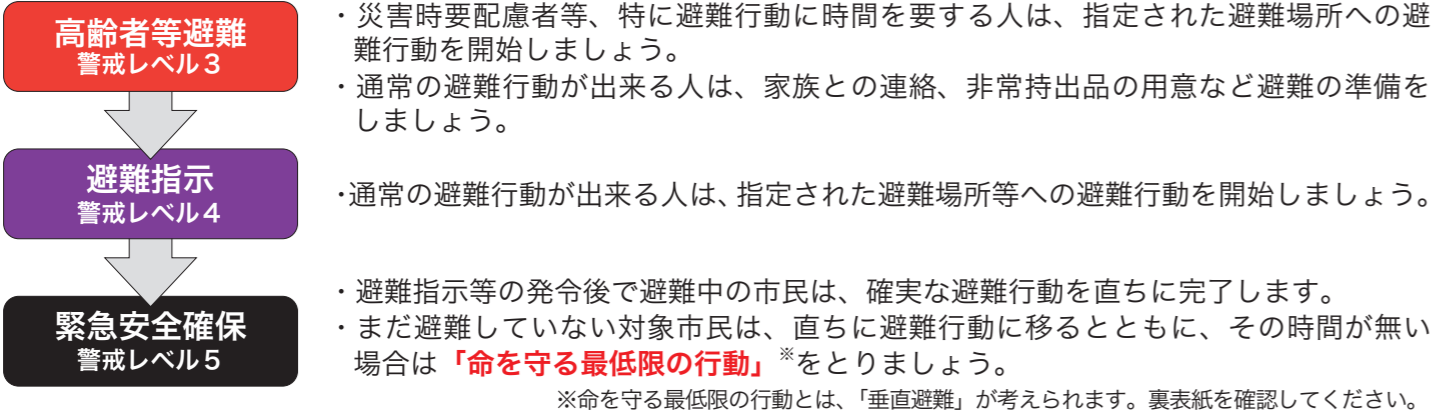 高齢者等避難
警戒レベル3
・災害時要配慮者等、特に避難行動に時間を要する人は、指定された避難場所への避
難行動を開始しましょう。
・通常の避難行動が出来る人は、家族との連絡、非常持出品の用意など避難の準備を
しましょう。
避難指示
警戒レベル4
・通常の避難行動が出来る人は、指定された避難場所等への避難行動を開始しましょう。
緊急安全確保
警戒レベル5
・避難指示等の発令後で避難中の市民は、確実な避難行動を直ちに完了します。
・まだ避難していない対象市民は、直ちに避難行動に移るとともに、その時間が無い
場合は「命を守る最低限の行動」※をとりましょう。
※命を守る最低限の行動とは、「垂直避難」が考えられます。裏表紙を確認してください。